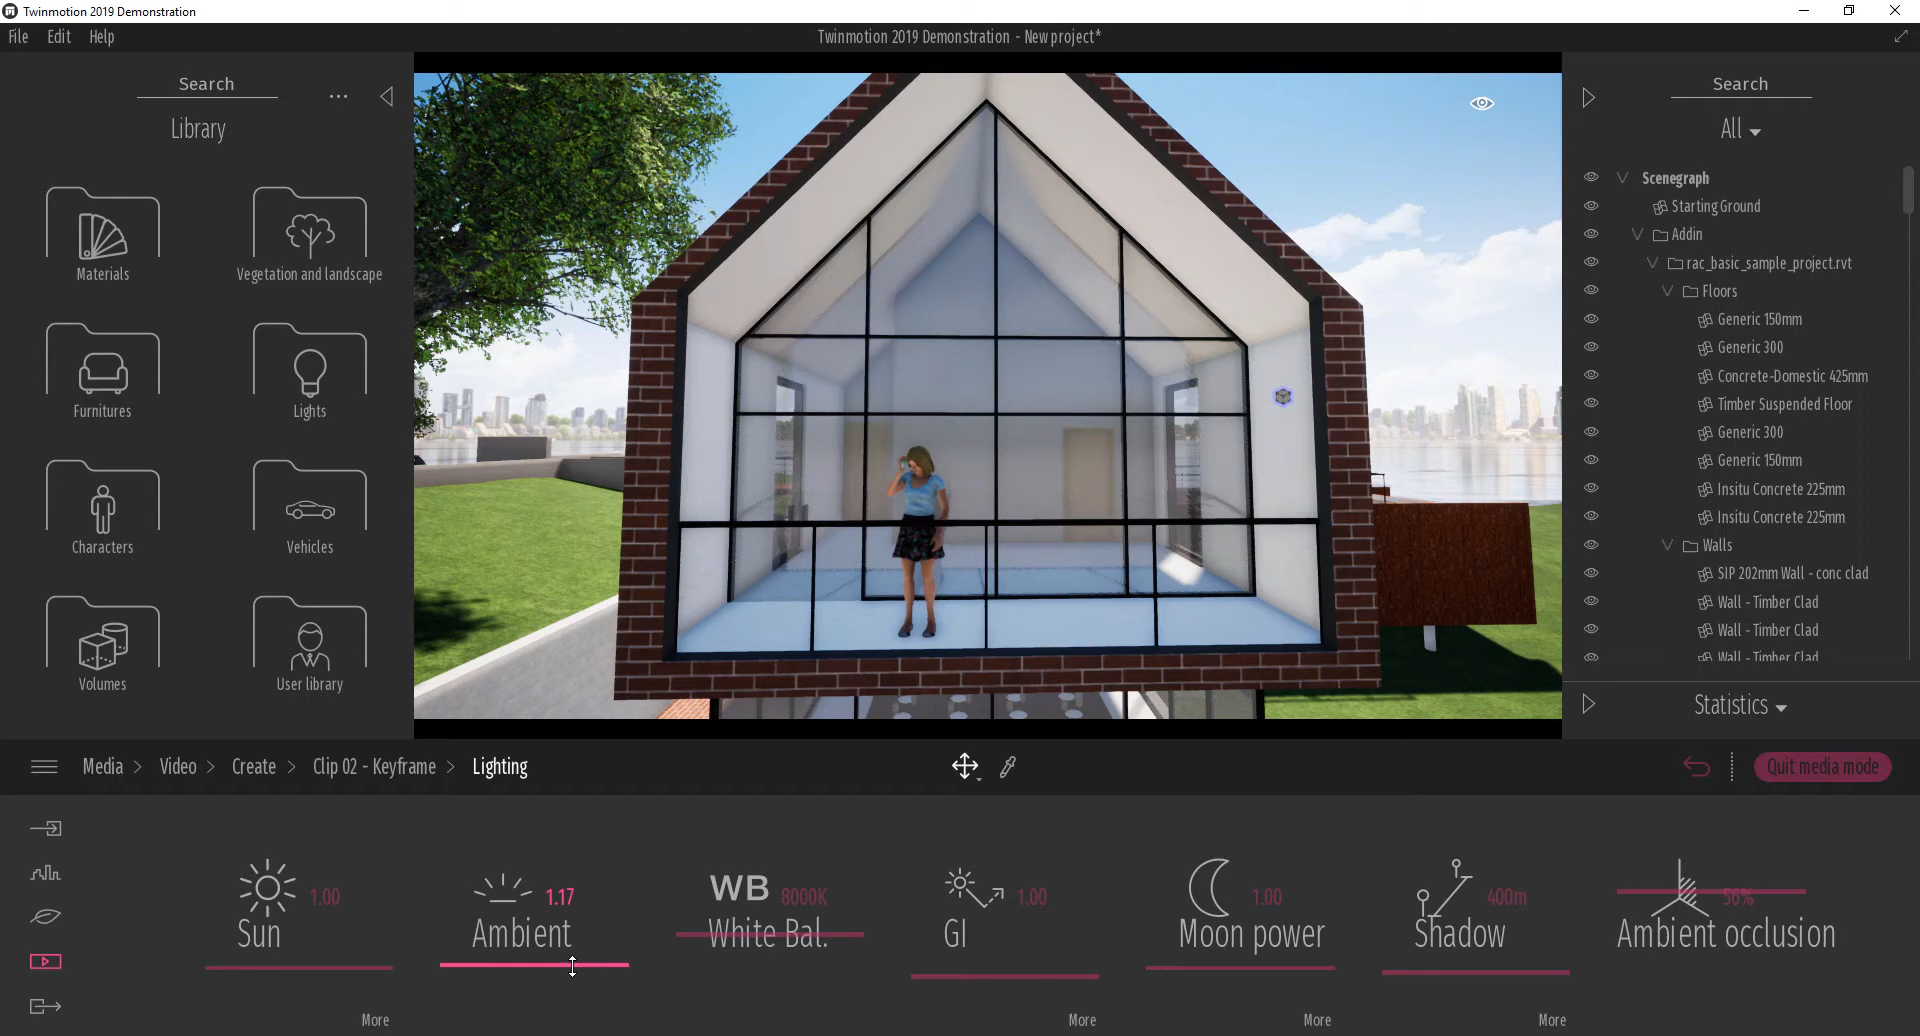 Twinmotion 2019 Demonstration
File Edit Help
Twinmotion 2019 Demonstration - New project*
Search
Library
Materials
Vegetation and landscape
Furnitures
Lights
Characters
Vehicles
Volumes
User library
Search
All
Scenegraph
Starting Ground
Addin
rac_basic_sample_project.rvt
Floors
Generic 150mm
Generic 300
Concrete-Domestic 425mm
Timber Suspended Floor
Generic 300
Generic 150mm
Insitu Concrete 225mm
Insitu Concrete 225mm
Walls
SIP 202mm Wall - conc clad
Wall - Timber Clad
Wall - Timber Clad
Wall - Timber Clad
Statistics
Media > Video > Create > Clip 02 - Keyframe > Lighting
Quit media mode
1.00
Sun
More
1.17
Ambient
WB 8000K
White Bal.
1.00
GI
More
1.00
Moon power
More
400m
Shadow
More
56%
Ambient occlusion